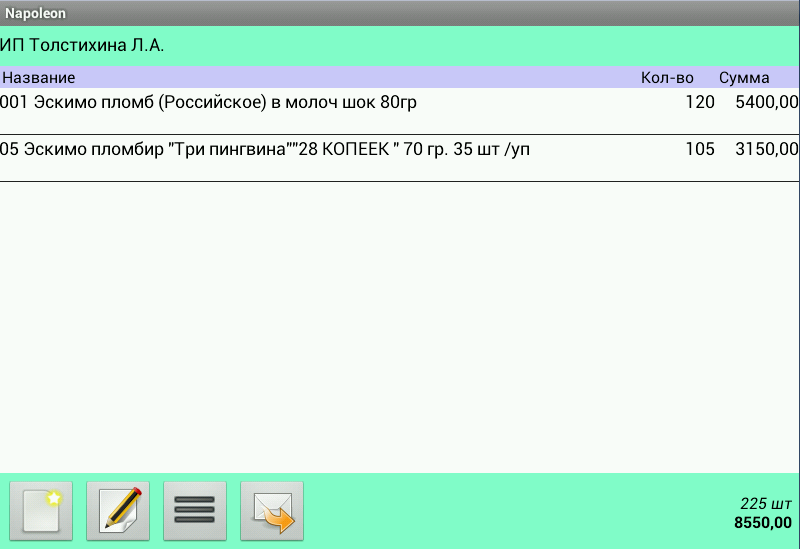 Napoleon
ИП Толстихина Л.А.
Название Кол-во Сумма
001 Эскимо пломб (Российское) в молоч шок 80гр 120 5400,00
05 Эскимо пломбир "Три пингвина""28 КОПЕЕК " 70 гр. 35 шт /уп 105 3150,00
225 шт
8550,00